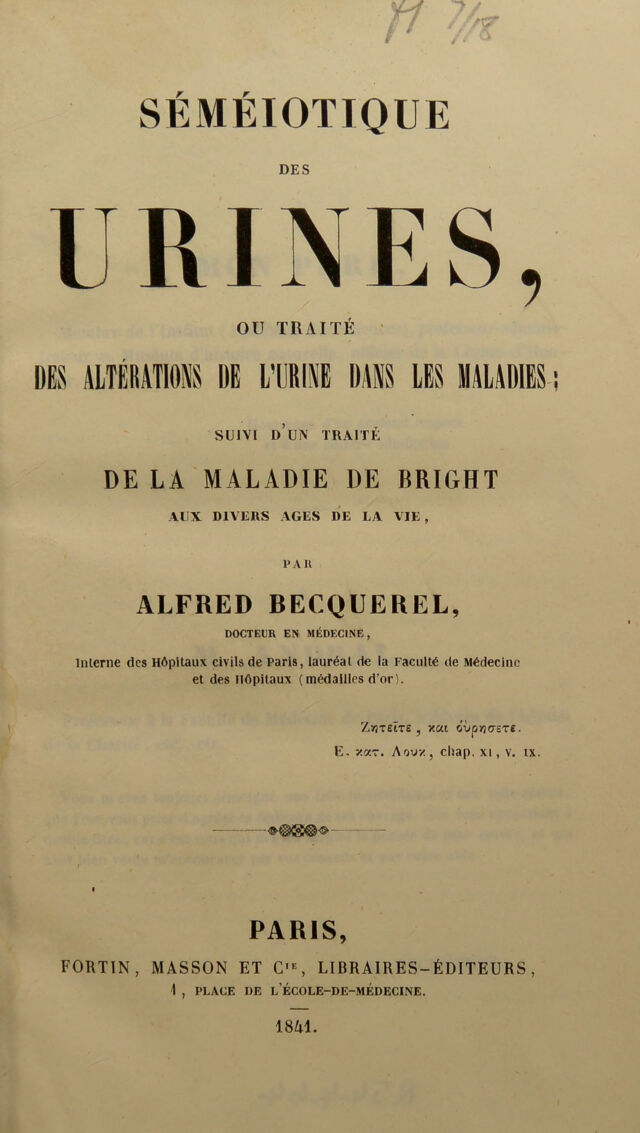 SÉMÉIOTIQUE
DES
URINES,
OU TRAITÉ
DES ALTÉRATIONS DE L'URINE DANS LES MALADIES;
SUIVI D'UN TRAITÉ
DE LA MALADIE DE BRIGHT
AUX DIVERS AGES DE LA VIE,
PAR
ALFRED BECQUEREL,
DOCTEUR EN MÉDECINE,
Interne des Hôpitaux civils de Paris, lauréat de la Faculté de Médecine
et des Hôpitaux (médailles d'or).
Ζητεῖτε, και ὀυρησετε.
Ε. κατ. Λουκ, chap. XI, V. IX.
PARIS,
FORTIN, MASSON ET CIE, LIBRAIRES-ÉDITEURS,
1, PLACE DE L'ÉCOLE-DE-MÉDECINE.
1841.